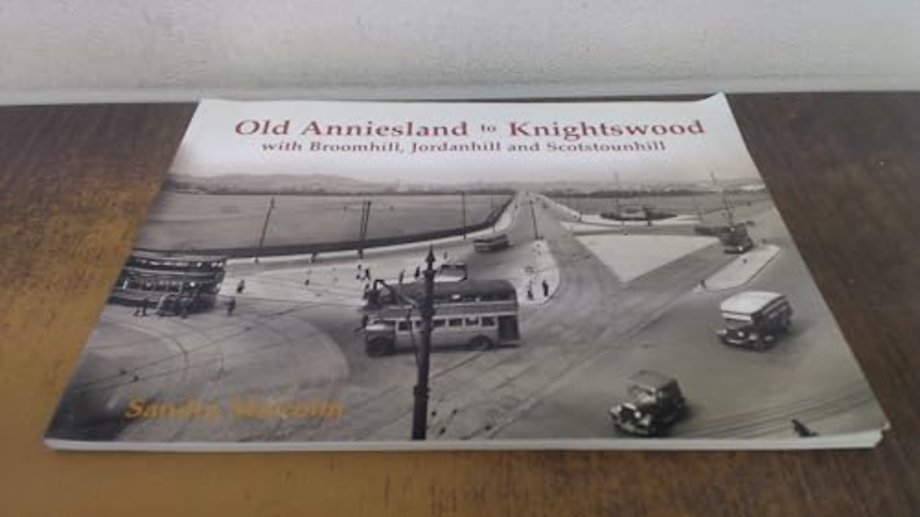 Old Anniesland to Knightswood
with Broomhill, Jordanhill and Scotstounhill
Sandra Malcolm